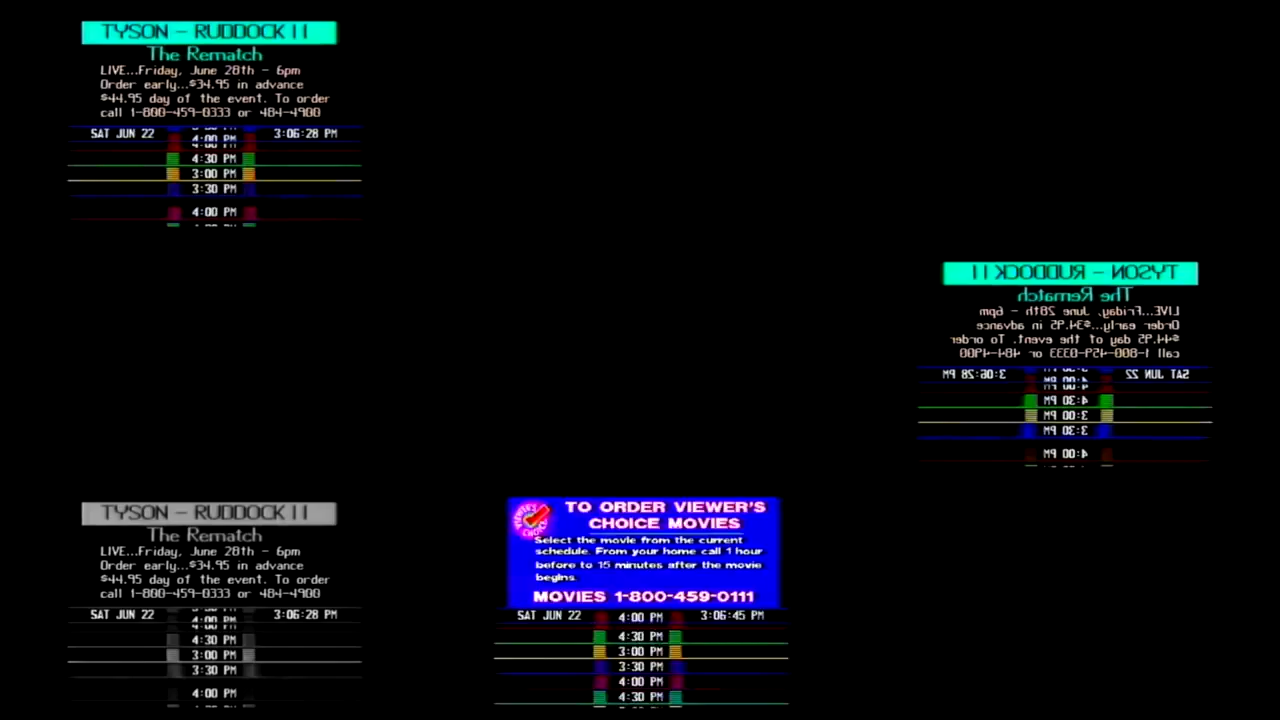 TYSON - RUDDOCK II
The Rematch
LIVE...Friday, June 28th - 6pm
Order early...$34.95 in advance
$44.95 day of the event. To order
call 1-800-459-0333 or 484-4900
SAT JUN 22 4:00 PM 3:06:28 PM
4:30 PM
3:00 PM
3:30 PM
4:00 PM
TYSON - RUDDOCK II
The Rematch
LIVE...Friday, June 28th - 6pm
Order early...$34.95 in advance
$44.95 day of the event. To order
call 1-800-459-0333 or 484-4900
SAT JUN 22 4:00 PM 3:06:28 PM
4:30 PM
3:00 PM
3:30 PM
4:00 PM
TYSON - RUDDOCK II
The Rematch
LIVE...Friday, June 28th - 6pm
Order early...$34.95 in advance
$44.95 day of the event. To order
call 1-800-459-0333 or 484-4900
SAT JUN 22 4:00 PM 3:06:28 PM
4:30 PM
3:00 PM
3:30 PM
4:00 PM
VIEWER'S CHOICE
TO ORDER VIEWER'S
CHOICE MOVIES
Select the movie from the current
schedule. From your home call 1 hour
before to 15 minutes after the movie
begins.
MOVIES 1-800-459-0111
SAT JUN 22 4:00 PM 3:06:45 PM
4:30 PM
3:00 PM
3:30 PM
4:00 PM
4:30 PM